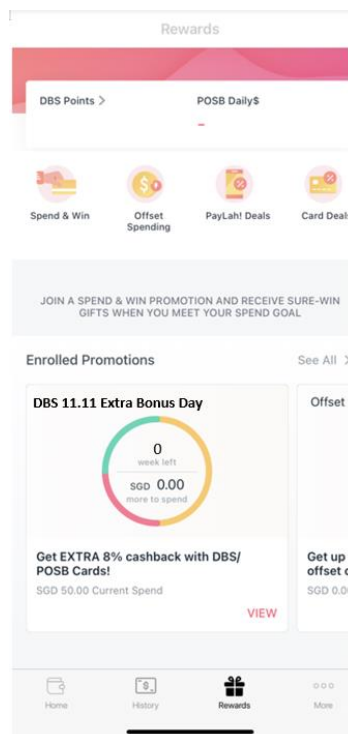 Rewards
DBS Points > POSB Daily$
-
Spend & Win
Offset
Spending
PayLah! Deals
Card Deals
JOIN A SPEND & WIN PROMOTION AND RECEIVE SURE-WIN
GIFTS WHEN YOU MEET YOUR SPEND GOAL
Enrolled Promotions
See All >
DBS 11.11 Extra Bonus Day
0
week left
SGD 0.00
more to spend
Get EXTRA 8% cashback with DBS/
POSB Cards!
SGD 50.00 Current Spend
VIEW
Offset
Get up
offset
SGD 0.0
Home
History
Rewards
More